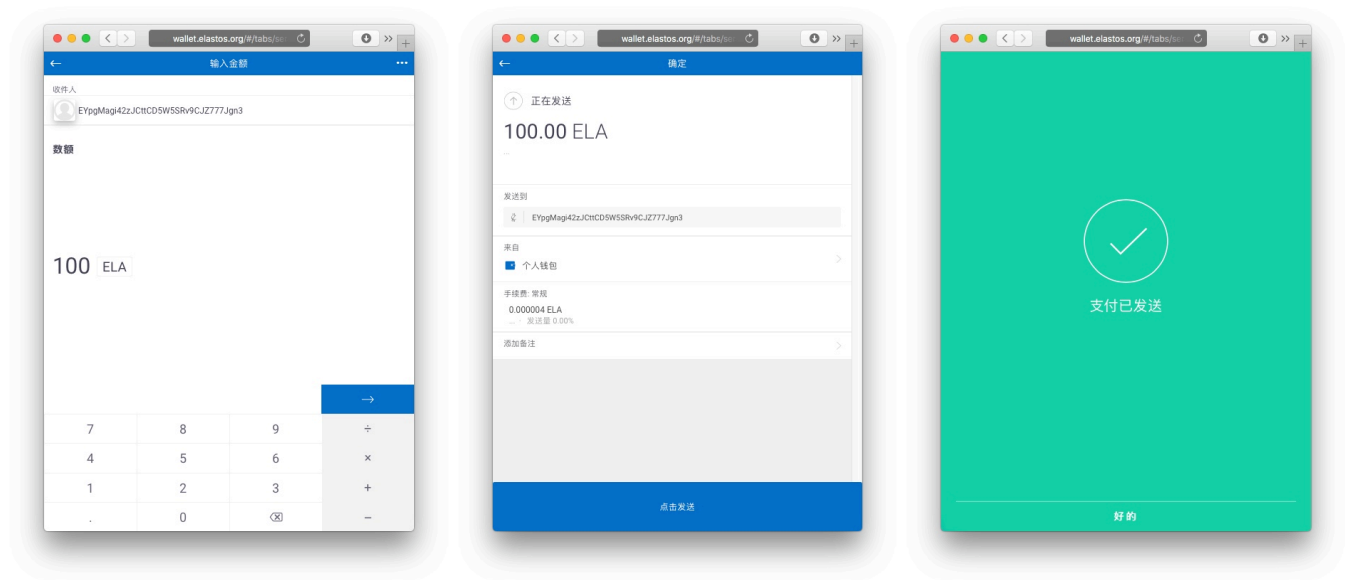 wallet.elastos.org/#/tabs/se
输入金额
收件人
EYpgMagi42zJCttCD5W5SRv9CJZ777Jgn3
数额
100 ELA
7 8 9 ÷
4 5 6 ×
1 2 3 +
. 0 −
wallet.elastos.org/#/tabs/se
确定
正在发送
100.00 ELA
...
发送到
EYpgMagi42zJCttCD5W5SRv9CJZ777Jgn3
来自
个人钱包
手续费: 常规
0.000004 ELA
... · 发送量 0.00%
添加备注
点击发送
wallet.elastos.org/#/tabs/se
支付已发送
好的